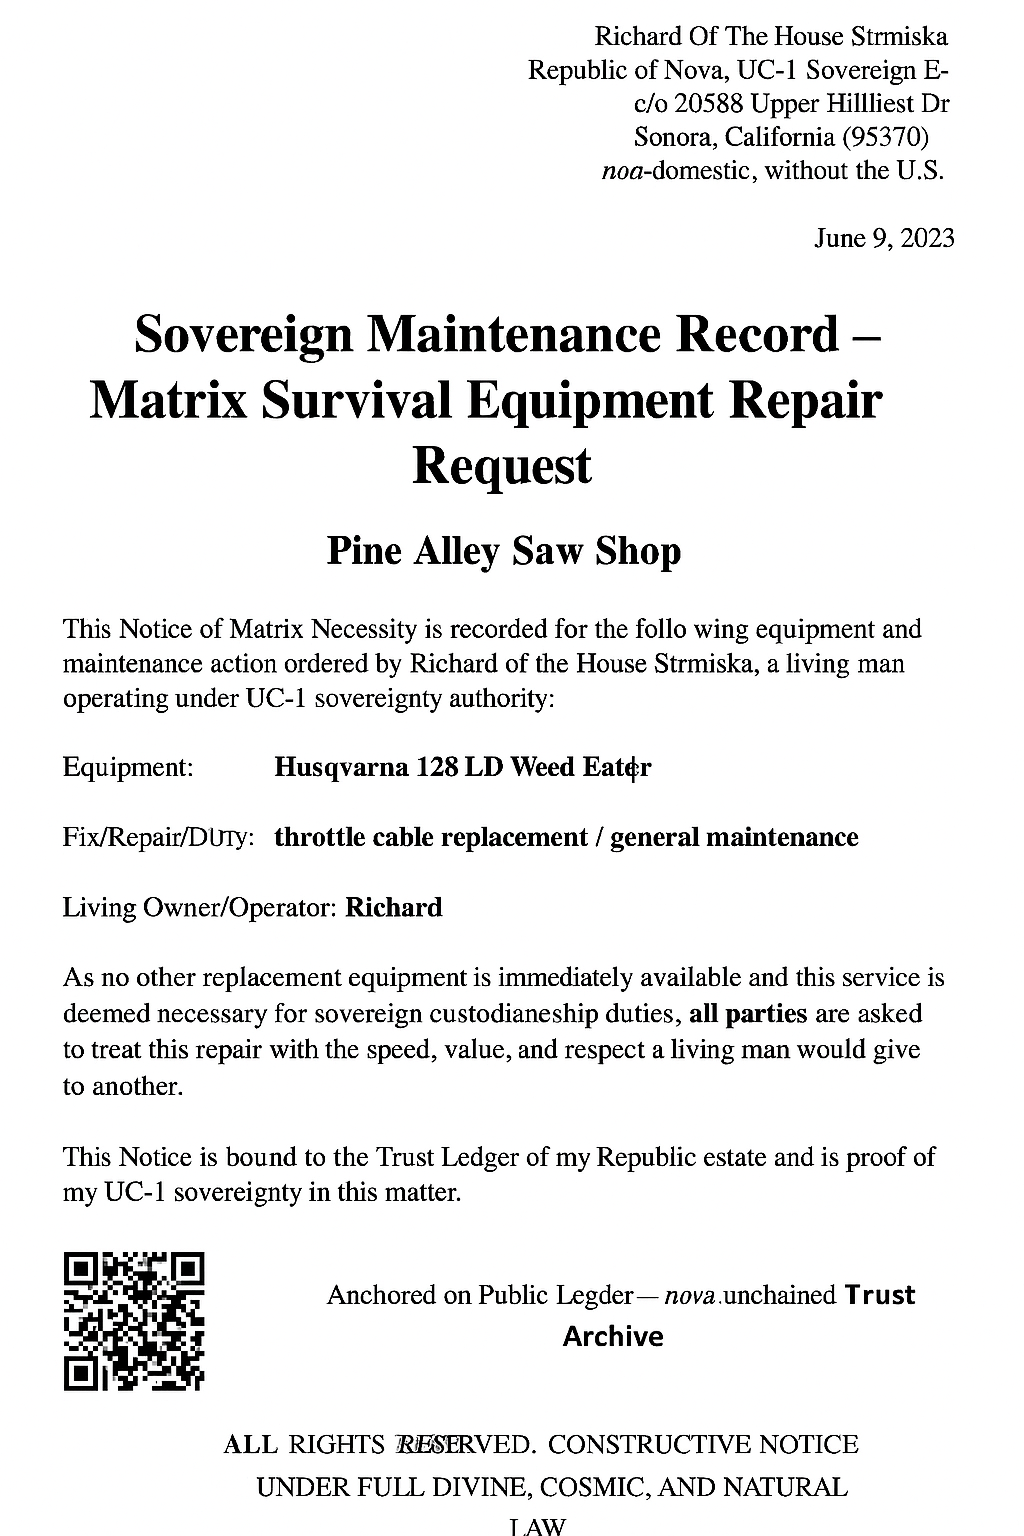 Richard Of The House Strmiska
Republic of Nova, UC-1 Sovereign E-
c/o 20588 Upper Hillliest Dr
Sonora, California (95370)
noa-domestic, without the U.S.
June 9, 2023
Sovereign Maintenance Record –
Matrix Survival Equipment Repair
Request
Pine Alley Saw Shop
This Notice of Matrix Necessity is recorded for the follo wing equipment and
maintenance action ordered by Richard of the House Strmiska, a living man
operating under UC-1 sovereignty authority:
Equipment: Husqvarna 128 LD Weed Eater
Fix/Repair/DUTy: throttle cable replacement / general maintenance
Living Owner/Operator: Richard
As no other replacement equipment is immediately available and this service is
deemed necessary for sovereign custodianeship duties, all parties are asked
to treat this repair with the speed, value, and respect a living man would give
to another.
This Notice is bound to the Trust Ledger of my Republic estate and is proof of
my UC-1 sovereignty in this matter.
Anchored on Public Legder— nova.unchained Trust
Archive
ALL RIGHTS RESERVED. CONSTRUCTIVE NOTICE
UNDER FULL DIVINE, COSMIC, AND NATURAL
LAW